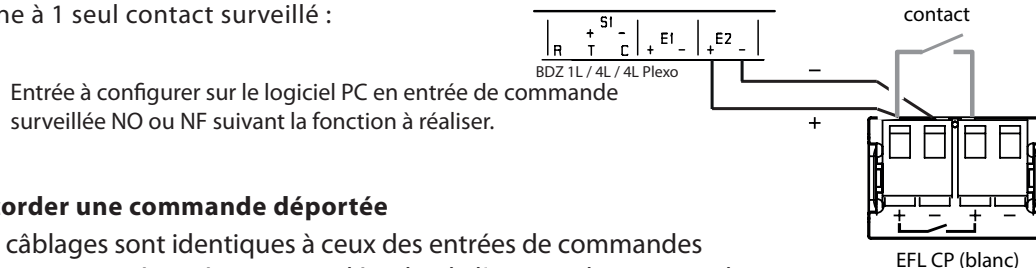 ne à 1 seul contact surveillé :
contact
S1
+ -
R T C + E1 - + E2 -
BDZ 1L / 4L / 4L Plexo
–
+
Entrée à configurer sur le logiciel PC en entrée de commande
surveillée NO ou NF suivant la fonction à réaliser.
order une commande déportée
câblages sont identiques à ceux des entrées de commandes
+ – + –
EFL CP (blanc)